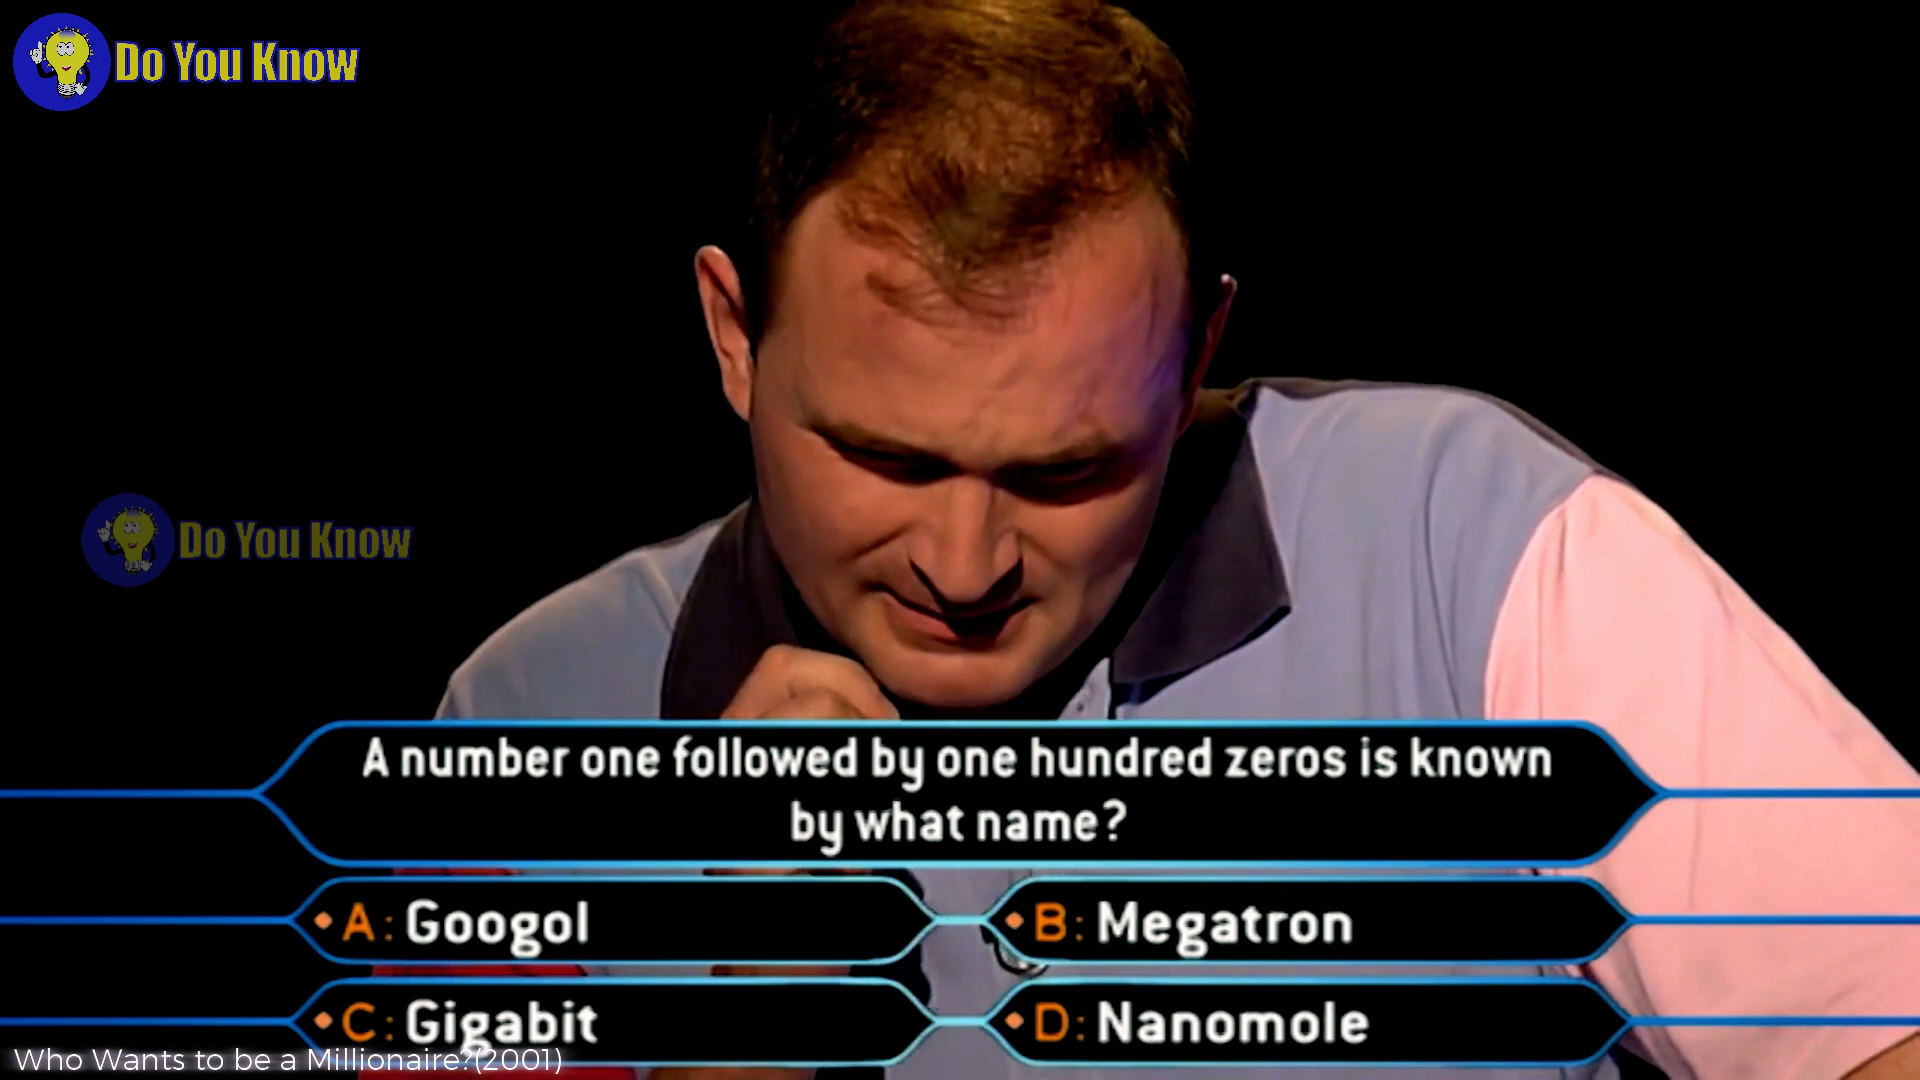 Do You Know
Do You Know
A number one followed by one hundred zeros is known
by what name?
A: Googol
B: Megatron
C: Gigabit
D: Nanomole
Who Wants to be a Millionaire?(2001)